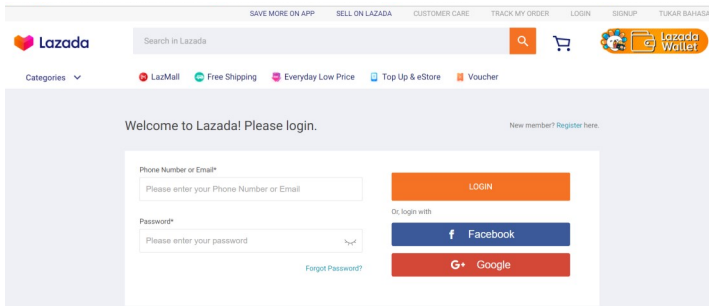 SAVE MORE ON APP SELL ON LAZADA CUSTOMER CARE TRACK MY ORDER LOGIN SIGNUP TUKAR BAHASA
Lazada Search in Lazada Lazada Wallet
Categories LazMall Free Shipping Everyday Low Price Top Up & eStore Voucher
Welcome to Lazada! Please login. New member? Register here.
Phone Number or Email*
Please enter your Phone Number or Email LOGIN
Or, login with
Password*
Please enter your password f Facebook
Forgot Password? G+ Google